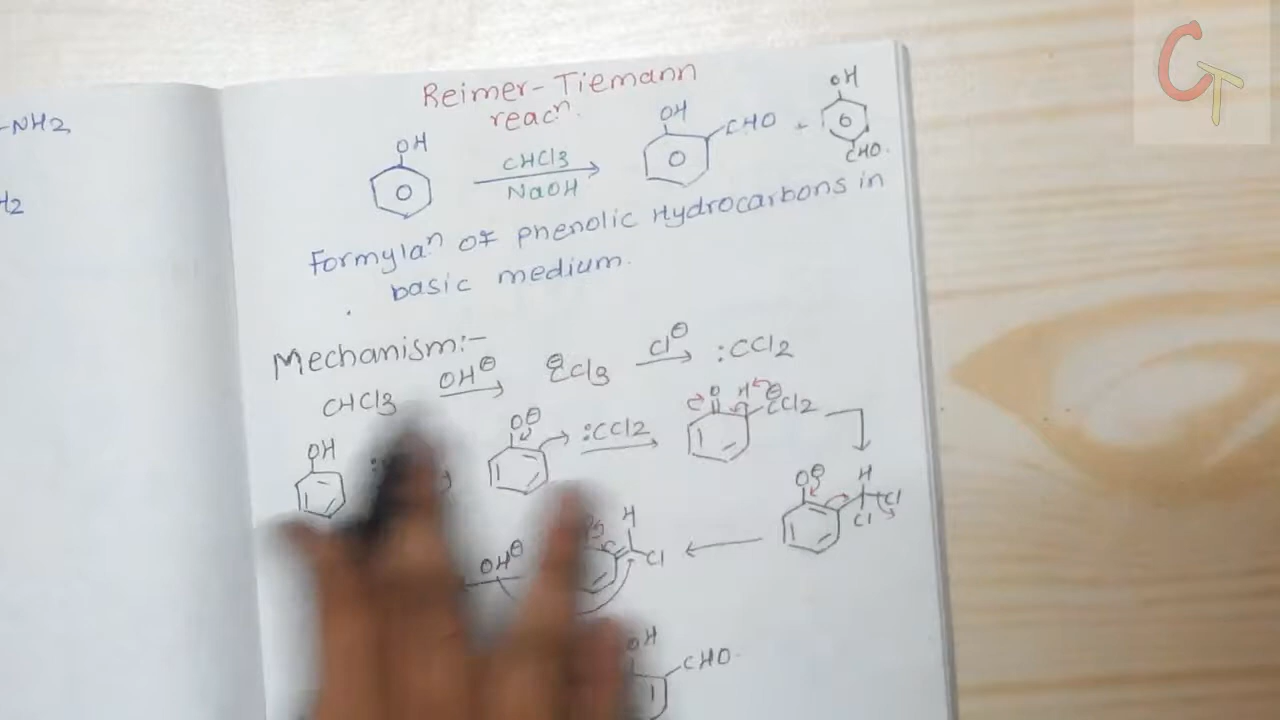 CT
-NH2
H2
Reimer-Tiemann
reacⁿ.
OH
CHCl3
NaOH
OH
CHO
+
OH
CHO.
Formylaⁿ of phenolic Hydrocarbons in
basic medium.
Mechanism:-
CHCl3 OH⊖ ⊖CCl3 Cl⊖ :CCl2
OH
O⊖
:CCl2
O H ⊖CCl2
O⊖ H
Cl
Cl
OH⊖
H
Cl
OH
CHO